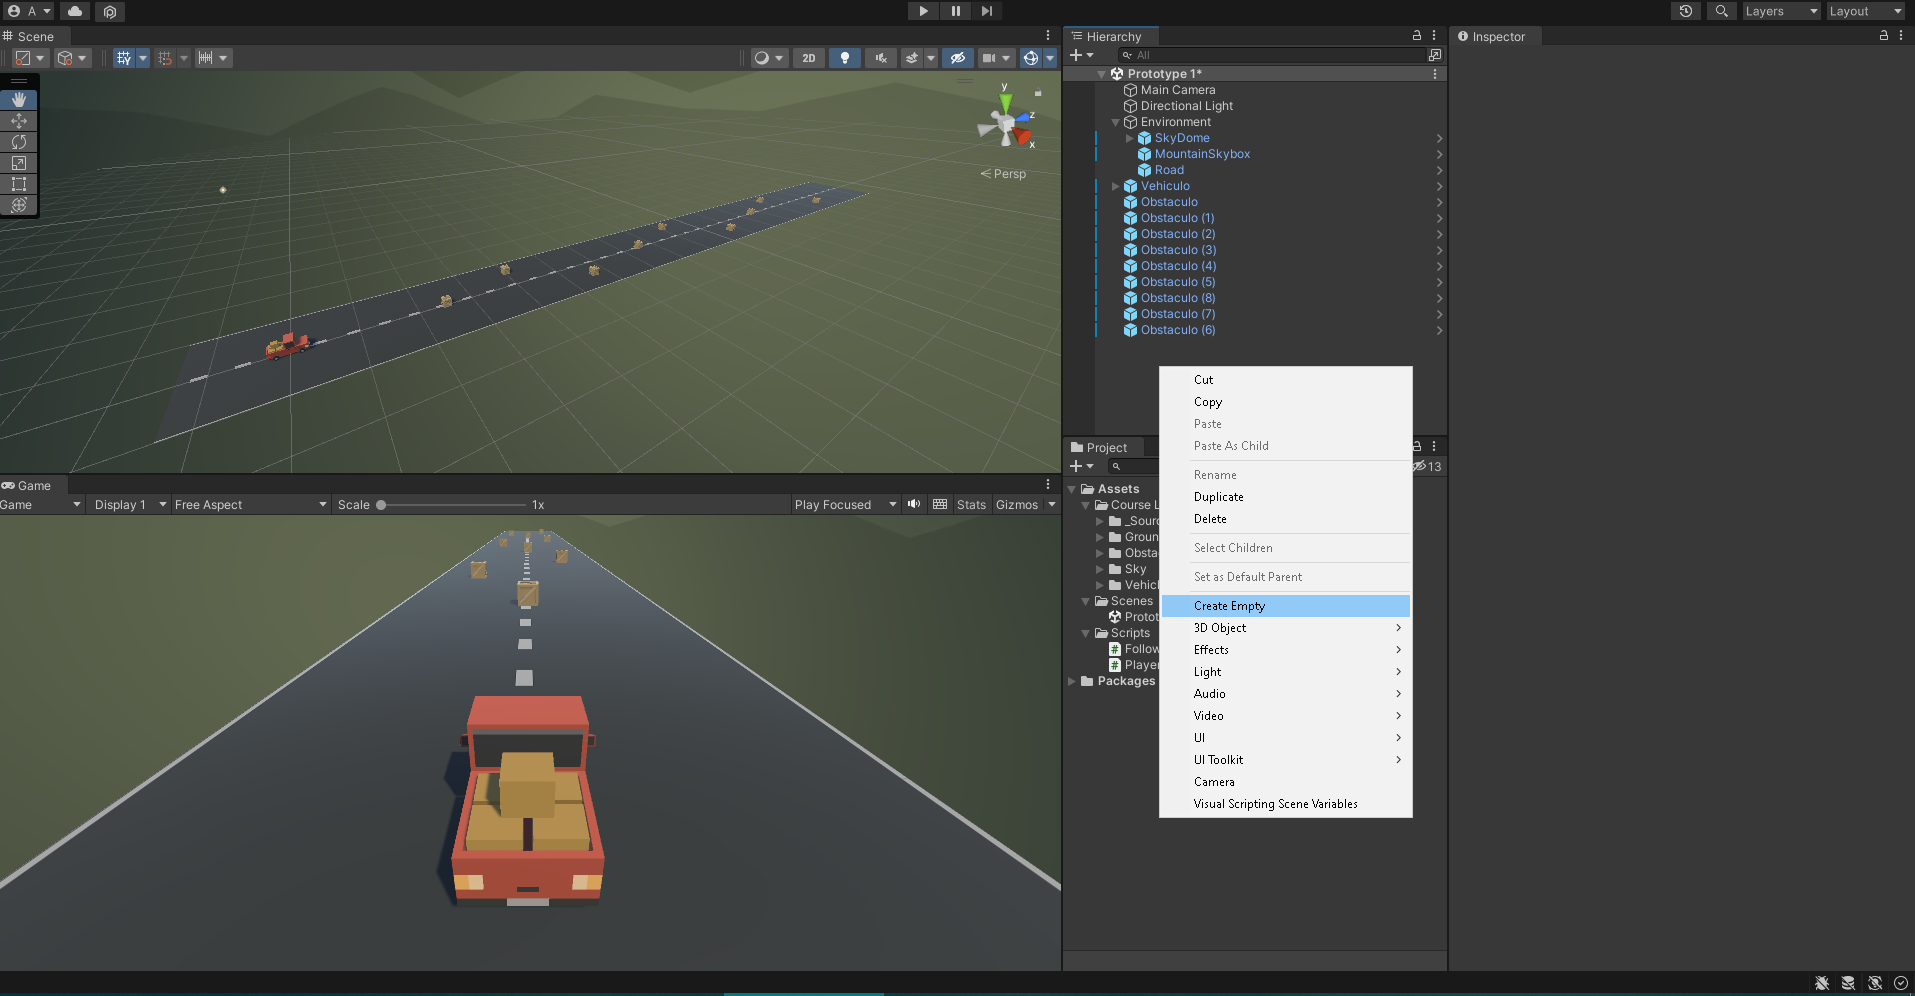 A
Layers
Layout
Scene
2D
y
z
x
Persp
Game
Game
Display 1
Free Aspect
Scale
1x
Play Focused
Stats
Gizmos
Hierarchy
All
Prototype 1*
Main Camera
Directional Light
Environment
SkyDome
MountainSkybox
Road
Vehiculo
Obstaculo
Obstaculo (1)
Obstaculo (2)
Obstaculo (3)
Obstaculo (4)
Obstaculo (5)
Obstaculo (8)
Obstaculo (7)
Obstaculo (6)
Project
13
Assets
Course L
_Sourc
Groun
Obsta
Sky
Vehicl
Scenes
Protot
Scripts
Follow
Player
Packages
Cut
Copy
Paste
Paste As Child
Rename
Duplicate
Delete
Select Children
Set as Default Parent
Create Empty
3D Object
Effects
Light
Audio
Video
UI
UI Toolkit
Camera
Visual Scripting Scene Variables
Inspector